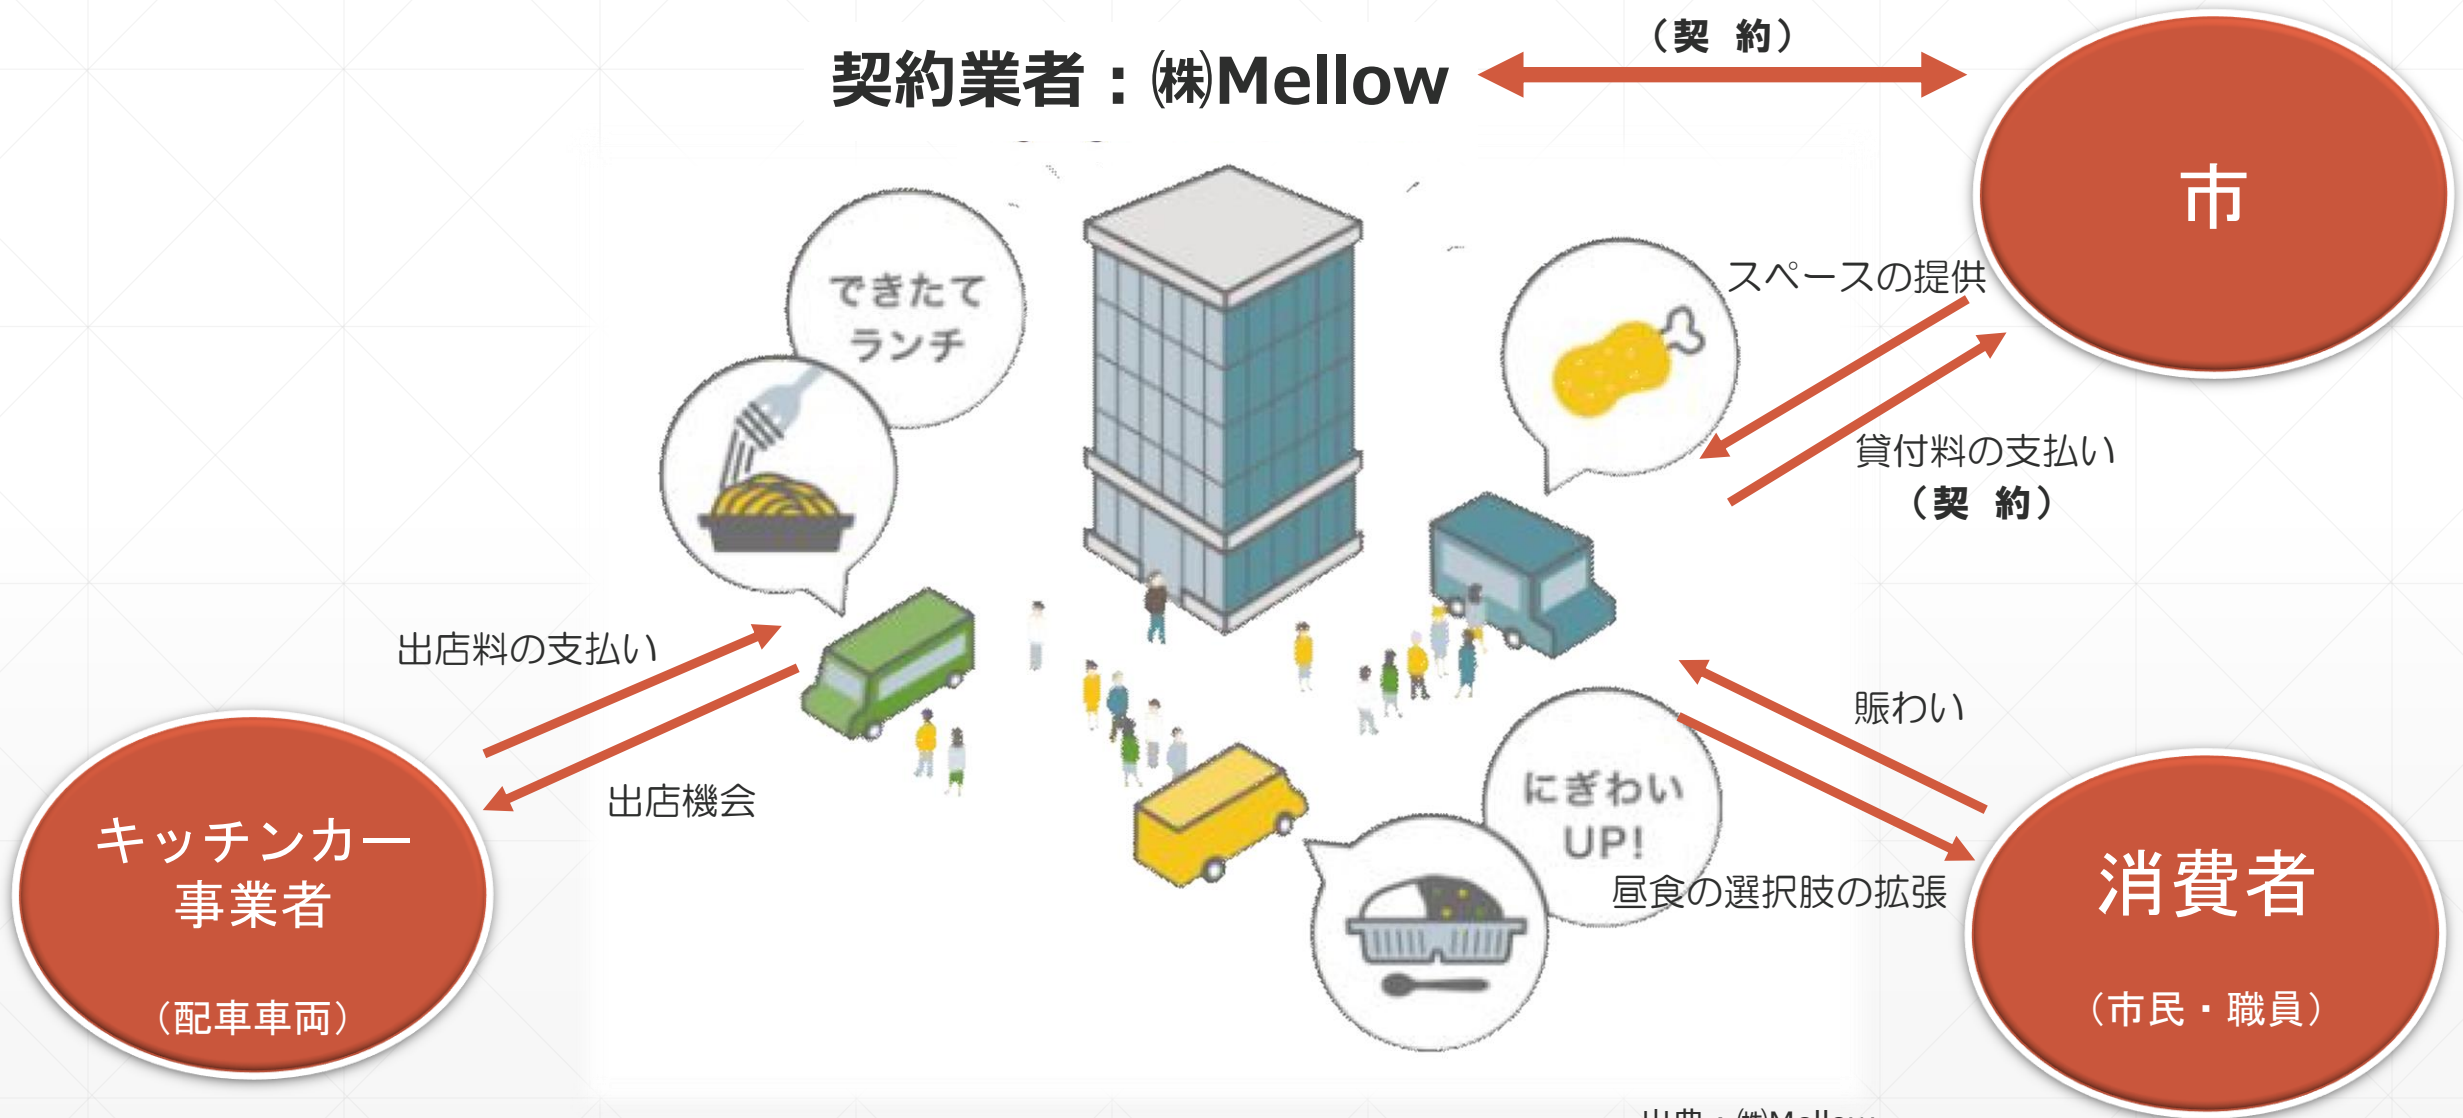 (契 約)
契約業者：㈱Mellow
市
できたて
ランチ
スペースの提供
貸付料の支払い
(契 約)
出店料の支払い
出店機会
賑わい
にぎわい
UP!
昼食の選択肢の拡張
キッチンカー
事業者
（配車車両）
消費者
（市民・職員）
出典：㈱Mellow